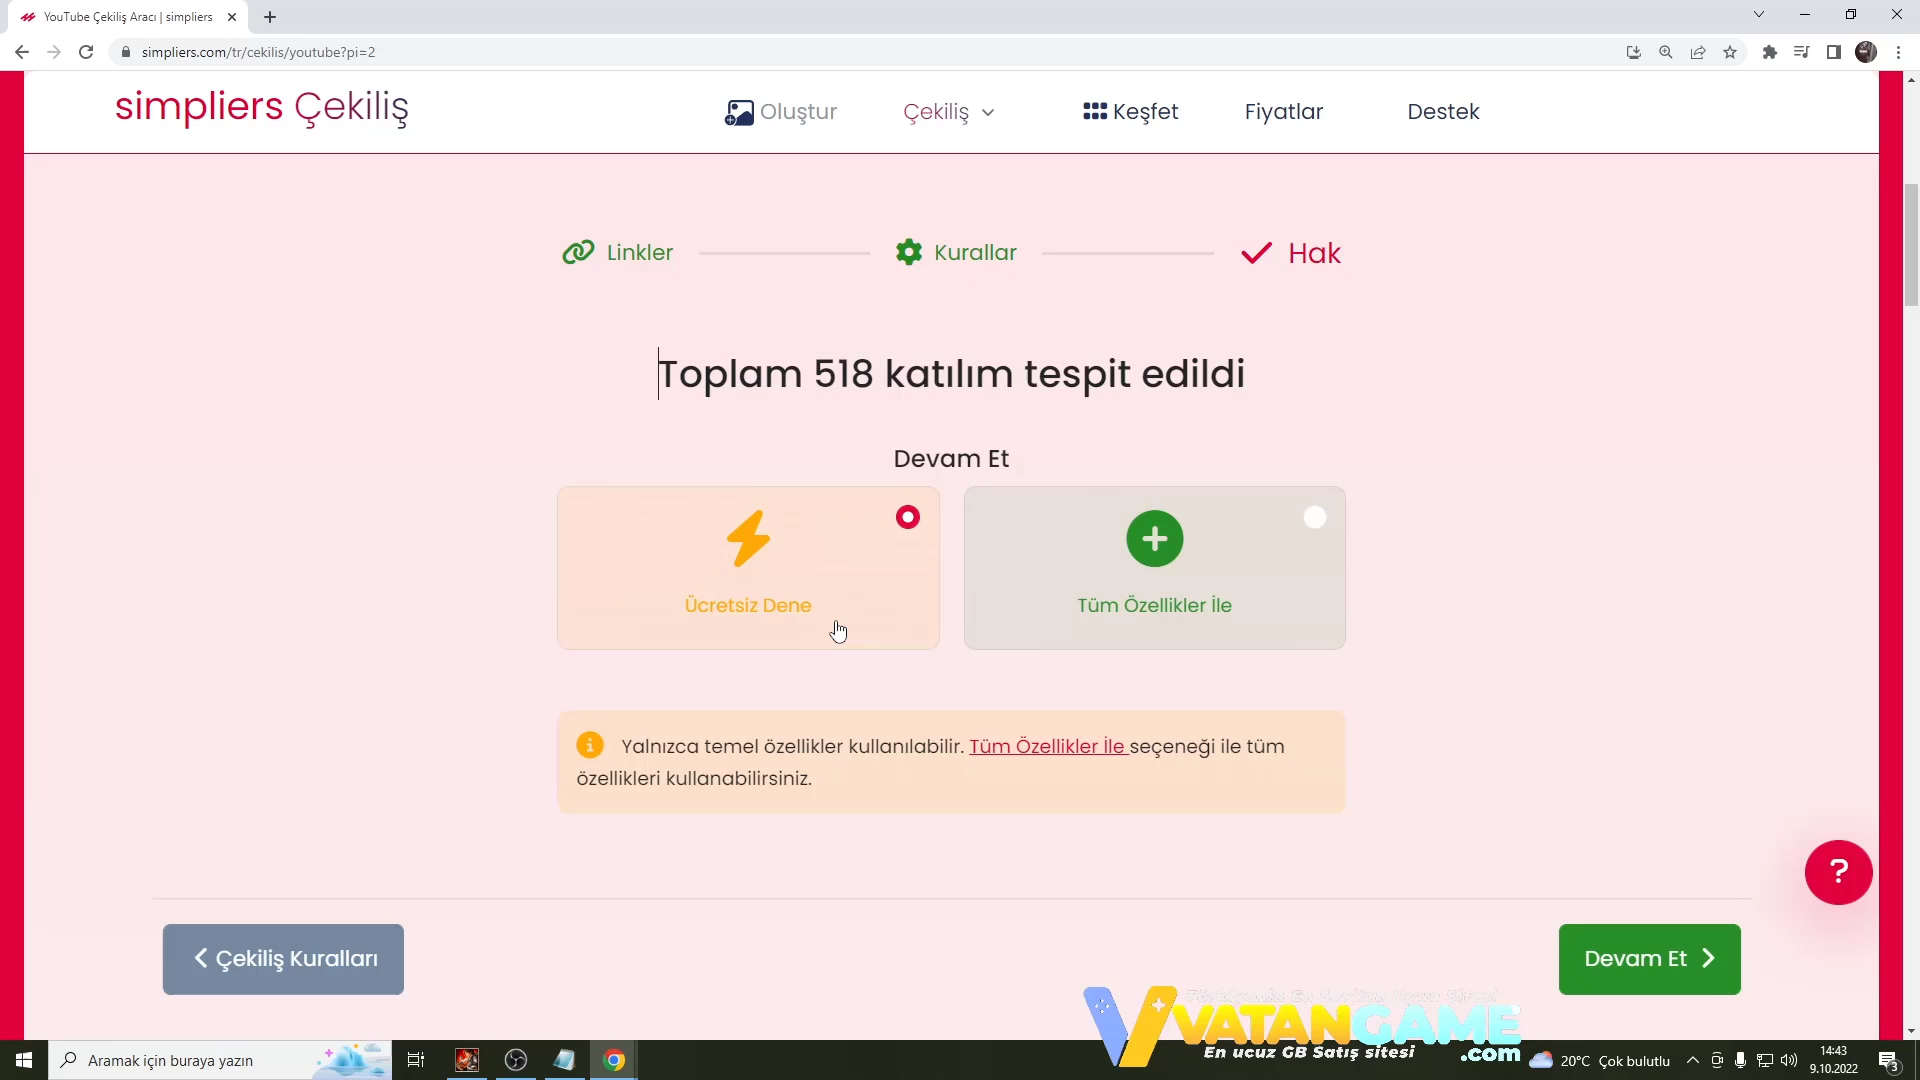 YouTube Çekiliş Aracı | simpliers
simpliers.com/tr/cekilis/youtube?pi=2
simpliers Çekiliş
Oluştur
Çekiliş
Keşfet
Fiyatlar
Destek
Linkler
Kurallar
Hak
Toplam 518 katılım tespit edildi
Devam Et
Ücretsiz Dene
Tüm Özellikler İle
Yalnızca temel özellikler kullanılabilir. Tüm Özellikler İle seçeneği ile tüm
özellikleri kullanabilirsiniz.
?
Çekiliş Kuralları
Devam Et
VATANGAME
En ucuz GB Satış sitesi
.com
Aramak için buraya yazın
20°C Çok bulutlu
14:43
9.10.2022
3